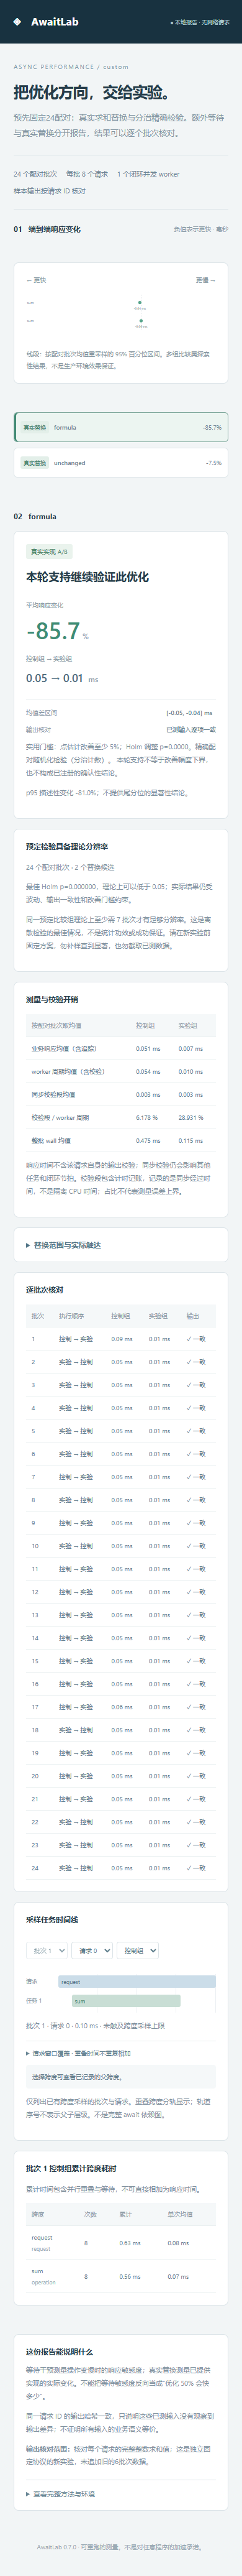 AwaitLab
● 本地报告 · 无网络请求
ASYNC PERFORMANCE / custom
把优化方向，交给实验。
预先固定24配对：真实求和替换与分治精确检验。额外等待
与真实替换分开报告，结果可以逐个批次核对。
24 个配对批次 每批 8 个请求 1 个闭环并发 worker
样本输出按请求 ID 核对
01 端到端响应变化
负值表示更快 · 毫秒
← 更快 更慢 →
线段：按配对批次均值重采样的 95% 百分位区间。多组比较属探索
性结果，不是生产环境效果保证。
真实替换 formula -85.7%
真实替换 unchanged -7.5%
02 formula
真实实现 A/B
本轮支持继续验证此优化
平均响应变化
-85.7 %
控制组 → 实验组
0.05 → 0.01 ms
均值差区间 [-0.05, -0.04] ms
输出核对 已测输入逐项一致
实用门槛：点估计改善至少 5%；Holm 调整 p=0.0000。精确配
对随机化检验（分治计数）。 本轮支持不等于改善幅度下界，
也不构成已注册的确认性结论。
p95 描述性变化 -81.0%；不提供尾分位的显著性结论。
预定检验具备理论分辨率
24 个配对批次 · 2 个替换候选
最佳 Holm p=0.000000，理论上可以低于 0.05；实际结果仍受
波动、输出一致性和改善门槛约束。
同一预定比较组理论上至少需 7 批次才有足够分辨率。这是离
散检验的最佳情况，不是统计功效或成功保证。请在新实验前
固定方案，勿补样直到显著，也勿截取已测数据。
测量与校验开销
按配对批次取均值 控制组 实验组
业务响应均值（含追踪） 0.051 ms 0.007 ms
worker 周期均值（含校验） 0.054 ms 0.010 ms
同步校验段均值 0.003 ms 0.003 ms
校验段 / worker 周期 6.178 % 28.931 %
整批 wall 均值 0.475 ms 0.115 ms
响应时间不含该请求自身的输出校验；同步校验仍会影响其他
任务和闭环节拍。校验段包含计时记账，记录的是同步经过时
间，不是隔离 CPU 时间；占比不代表测量误差上界。
▸ 替换范围与实际触达
逐批次核对
批次 执行顺序 控制组 实验组 输出
1 控制 → 实验 0.09 ms 0.01 ms ✓ 一致
2 实验 → 控制 0.05 ms 0.01 ms ✓ 一致
3 实验 → 控制 0.05 ms 0.01 ms ✓ 一致
4 实验 → 控制 0.05 ms 0.01 ms ✓ 一致
5 实验 → 控制 0.05 ms 0.01 ms ✓ 一致
6 实验 → 控制 0.05 ms 0.01 ms ✓ 一致
7 控制 → 实验 0.05 ms 0.01 ms ✓ 一致
8 实验 → 控制 0.05 ms 0.01 ms ✓ 一致
9 控制 → 实验 0.05 ms 0.01 ms ✓ 一致
10 实验 → 控制 0.05 ms 0.01 ms ✓ 一致
11 控制 → 实验 0.05 ms 0.01 ms ✓ 一致
12 控制 → 实验 0.05 ms 0.01 ms ✓ 一致
13 控制 → 实验 0.05 ms 0.01 ms ✓ 一致
14 控制 → 实验 0.05 ms 0.01 ms ✓ 一致
15 控制 → 实验 0.05 ms 0.01 ms ✓ 一致
16 控制 → 实验 0.05 ms 0.01 ms ✓ 一致
17 控制 → 实验 0.06 ms 0.01 ms ✓ 一致
18 实验 → 控制 0.05 ms 0.01 ms ✓ 一致
19 实验 → 控制 0.05 ms 0.01 ms ✓ 一致
20 实验 → 控制 0.05 ms 0.01 ms ✓ 一致
21 控制 → 实验 0.05 ms 0.01 ms ✓ 一致
22 实验 → 控制 0.05 ms 0.01 ms ✓ 一致
23 实验 → 控制 0.05 ms 0.01 ms ✓ 一致
24 控制 → 实验 0.05 ms 0.01 ms ✓ 一致
采样任务时间线
批次 1 请求 0 控制组
请求 request
任务 1 sum
批次 1 · 请求 0 · 0.10 ms · 未触及跨度采样上限
▸ 请求窗口覆盖 · 重叠时间不重复相加
选择跨度可查看已记录的父跨度。
仅列出已有跨度采样的批次与请求。重叠跨度分轨显示；轨道
序号不表示父子层级。不是完整 await 依赖图。
批次 1 控制组累计跨度耗时
累计时间包含并行重叠与等待，不可直接相加为响应时间。
跨度 次数 累计 每次均值
request 8 0.63 ms 0.08 ms
request
sum 8 0.56 ms 0.07 ms
operation
这份报告能说明什么
等待干预测量操作变慢时的响应敏感度；真实替换测量已提供
实现的实际变化。不能把等待敏感度反向当成“优化 50% 会快
多少”。
同一请求 ID 的输出哈希一致，只说明这些已测输入没有观察到
输出差异；不证明所有输入的业务语义等价。
输出核对范围：核对每个请求的完整整数求和值；这是独立固
定协议的新实验，未追加旧的6批次数据。
▸ 查看完整方法与环境
AwaitLab 0.7.0 · 可重跑的测量，不是对任意程序的加速承诺。